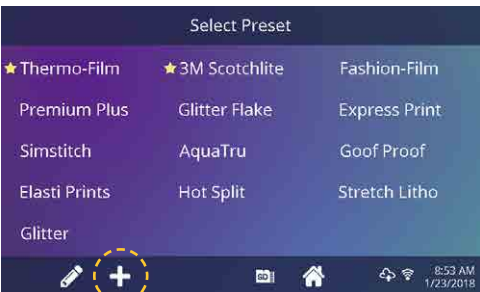 Select Preset
Thermo-Film
3M Scotchlite
Fashion-Film
Premium Plus
Glitter Flake
Express Print
Simstitch
AquaTru
Goof Proof
Elasti Prints
Hot Split
Stretch Litho
Glitter
8:53 AM
1/23/2018